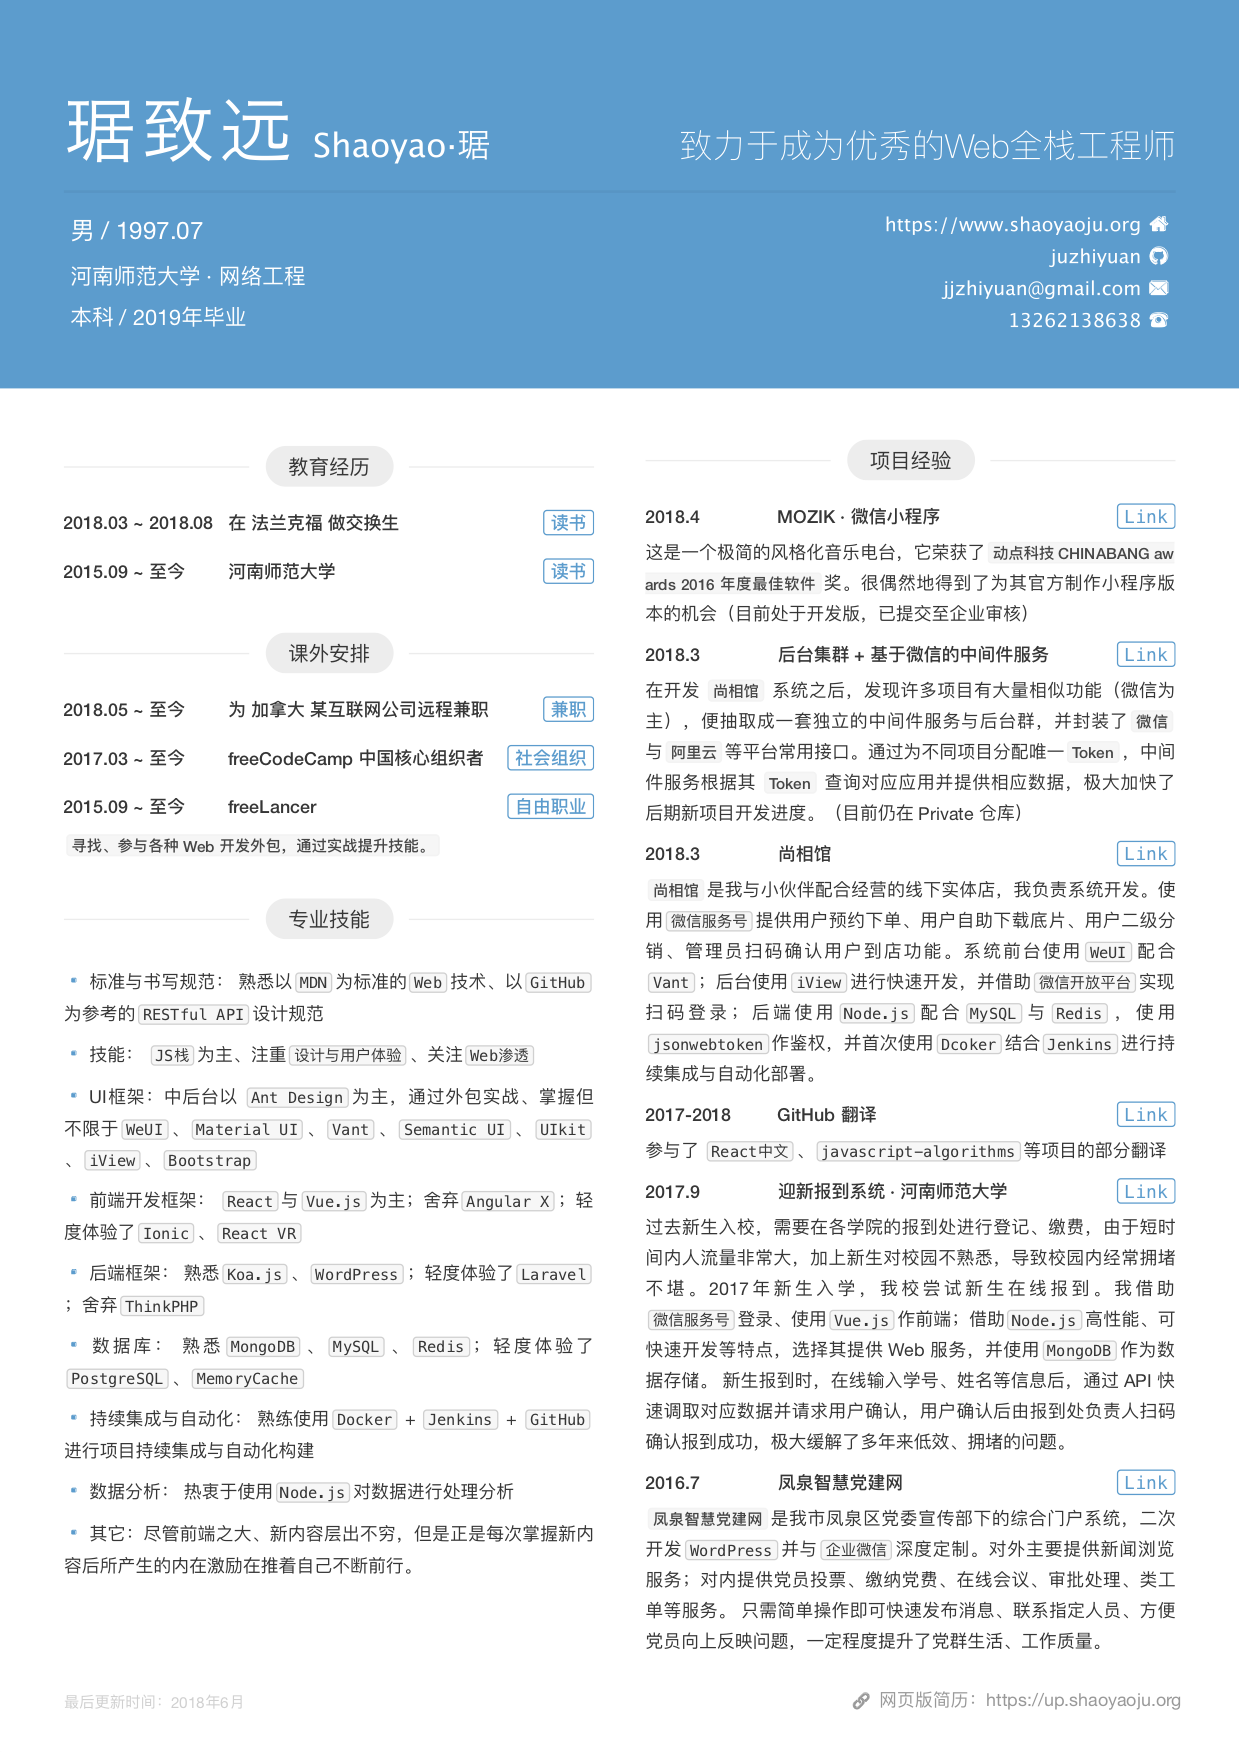 琚致远 Shaoyao·琚
致力于成为优秀的Web全栈工程师
男 / 1997.07
河南师范大学 · 网络工程
本科 / 2019年毕业
https://www.shaoyaoju.org
juzhiyuan
jjzhiyuan@gmail.com
13262138638
教育经历
2018.03 ~ 2018.08 在 法兰克福 做交换生 读书
2015.09 ~ 至今 河南师范大学 读书
课外安排
2018.05 ~ 至今 为 加拿大 某互联网公司远程兼职 兼职
2017.03 ~ 至今 freeCodeCamp 中国核心组织者 社会组织
2015.09 ~ 至今 freeLancer 自由职业
寻找、参与各种 Web 开发外包，通过实战提升技能。
专业技能
标准与书写规范： 熟悉以 MDN 为标准的 Web 技术、以 GitHub
为参考的 RESTful API 设计规范
技能： JS栈 为主、注重 设计与用户体验 、关注 Web渗透
UI框架：中后台以 Ant Design 为主，通过外包实战、掌握但
不限于 WeUI 、 Material UI 、 Vant 、 Semantic UI 、 UIkit
、 iView 、 Bootstrap
前端开发框架： React 与 Vue.js 为主；舍弃 Angular X ；轻
度体验了 Ionic 、 React VR
后端框架： 熟悉 Koa.js 、 WordPress ；轻度体验了 Laravel
；舍弃 ThinkPHP
数据库： 熟悉 MongoDB 、 MySQL 、 Redis ；轻度体验了
PostgreSQL 、 MemoryCache
持续集成与自动化： 熟练使用 Docker + Jenkins + GitHub
进行项目持续集成与自动化构建
数据分析： 热衷于使用 Node.js 对数据进行处理分析
其它：尽管前端之大、新内容层出不穷，但是正是每次掌握新内
容后所产生的内在激励在推着自己不断前行。
项目经验
2018.4 MOZIK · 微信小程序 Link
这是一个极简的风格化音乐电台，它荣获了 动点科技 CHINABANG aw
ards 2016 年度最佳软件 奖。很偶然地得到了为其官方制作小程序版
本的机会（目前处于开发版，已提交至企业审核）
2018.3 后台集群 + 基于微信的中间件服务 Link
在开发 尚相馆 系统之后，发现许多项目有大量相似功能（微信为
主），便抽取成一套独立的中间件服务与后台群，并封装了 微信
与 阿里云 等平台常用接口。通过为不同项目分配唯一 Token ，中间
件服务根据其 Token 查询对应应用并提供相应数据，极大加快了
后期新项目开发进度。（目前仍在 Private 仓库）
2018.3 尚相馆 Link
尚相馆 是我与小伙伴配合经营的线下实体店，我负责系统开发。使
用 微信服务号 提供用户预约下单、用户自助下载底片、用户二级分
销、管理员扫码确认用户到店功能。系统前台使用 WeUI 配合
Vant ；后台使用 iView 进行快速开发，并借助 微信开放平台 实现
扫码登录；后端使用 Node.js 配合 MySQL 与 Redis ，使用
jsonwebtoken 作鉴权，并首次使用 Dcoker 结合 Jenkins 进行持
续集成与自动化部署。
2017-2018 GitHub 翻译 Link
参与了 React中文 、 javascript-algorithms 等项目的部分翻译
2017.9 迎新报到系统 · 河南师范大学 Link
过去新生入校，需要在各学院的报到处进行登记、缴费，由于短时
间内人流量非常大，加上新生对校园不熟悉，导致校园内经常拥堵
不堪。2017年新生入学，我校尝试新生在线报到。我借助
微信服务号 登录、使用 Vue.js 作前端；借助 Node.js 高性能、可
快速开发等特点，选择其提供 Web 服务，并使用 MongoDB 作为数
据存储。 新生报到时，在线输入学号、姓名等信息后，通过 API 快
速调取对应数据并请求用户确认，用户确认后由报到处负责人扫码
确认报到成功，极大缓解了多年来低效、拥堵的问题。
2016.7 凤泉智慧党建网 Link
凤泉智慧党建网 是我市凤泉区党委宣传部下的综合门户系统，二次
开发 WordPress 并与 企业微信 深度定制。对外主要提供新闻浏览
服务；对内提供党员投票、缴纳党费、在线会议、审批处理、类工
单等服务。 只需简单操作即可快速发布消息、联系指定人员、方便
党员向上反映问题，一定程度提升了党群生活、工作质量。
最后更新时间：2018年6月
网页版简历：https://up.shaoyaoju.org